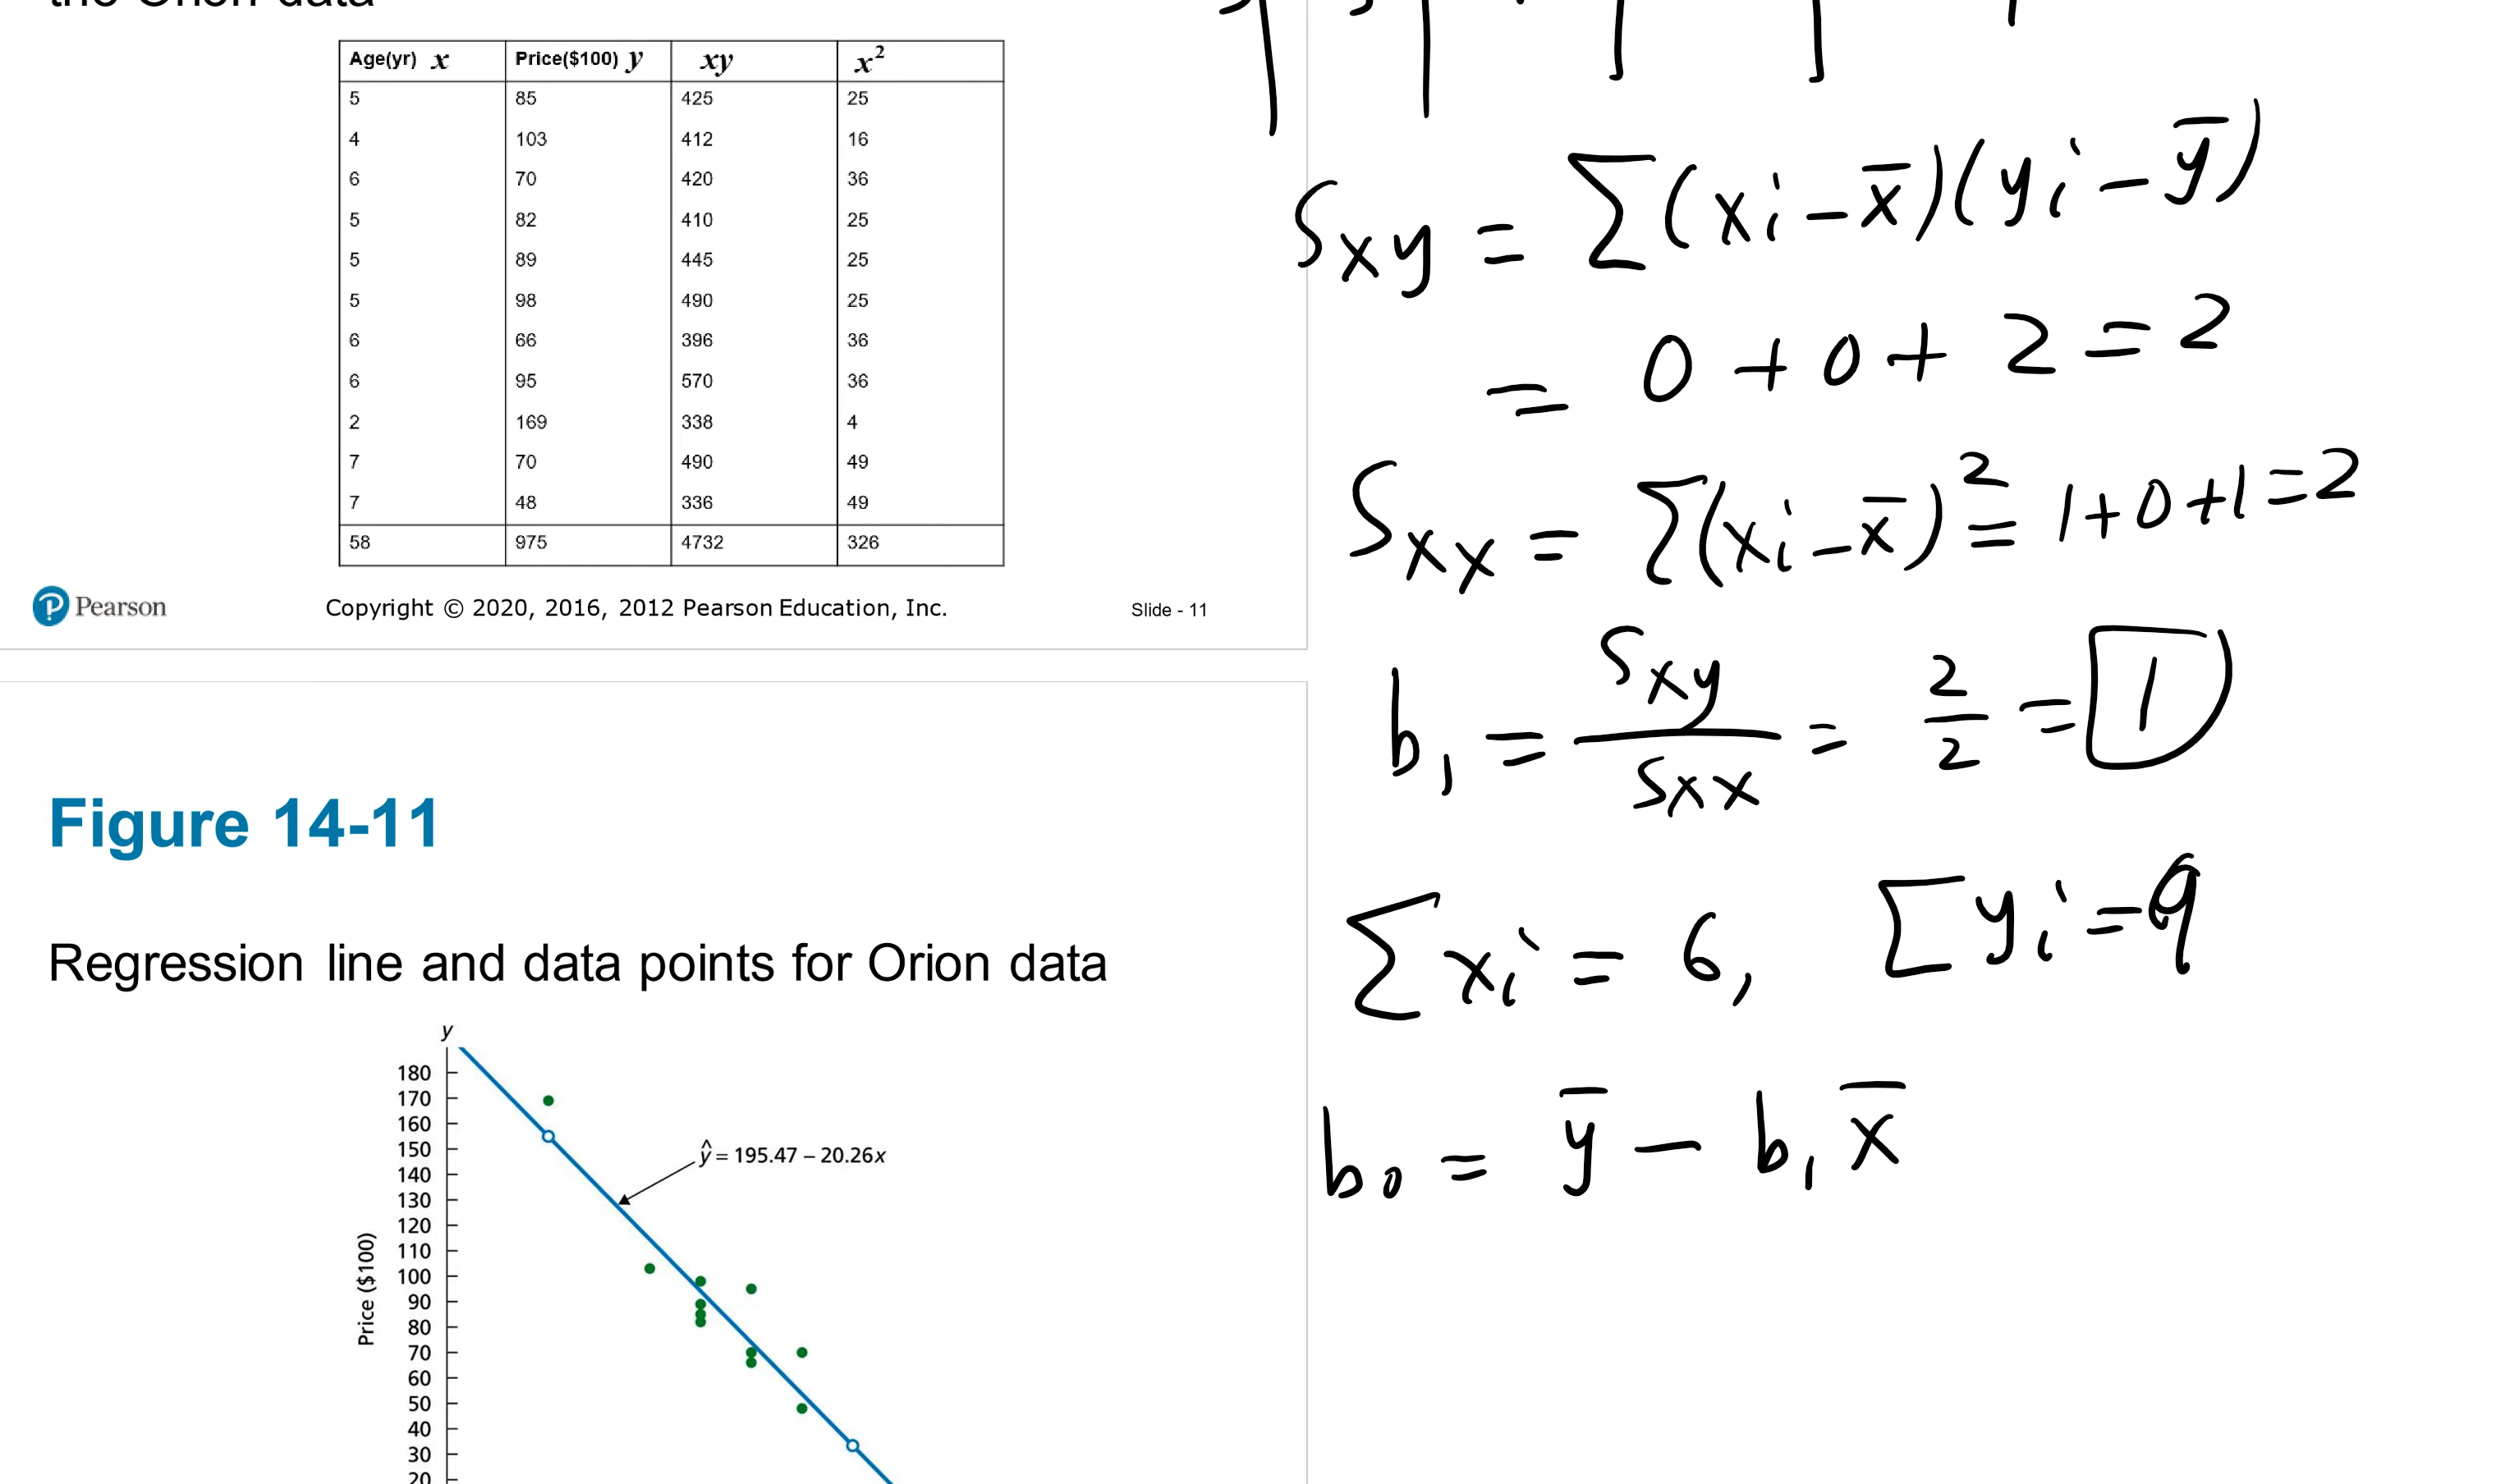 the Orion data
Age(yr) x Price($100) y xy x²
5 85 425 25
4 103 412 16
6 70 420 36
5 82 410 25
5 89 445 25
5 98 490 25
6 66 396 36
6 95 570 36
2 169 338 4
7 70 490 49
7 48 336 49
58 975 4732 326
Pearson Copyright © 2020, 2016, 2012 Pearson Education, Inc. Slide - 11
Figure 14-11
Regression line and data points for Orion data
y
180
170
160
150
140
130
120
110
100
90
80
70
60
50
40
30
20
Price ($100)
ŷ = 195.47 – 20.26x
Sxy = Σ(xi – x̄)(yi – ȳ)
= 0 + 0 + 2 = 2
Sxx = Σ(xi – x̄)² = 1+0+1=2
b₁ = Sxy / Sxx = 2/2 = 1
Σxi = 6, Σyi = 9
b₀ = ȳ – b₁x̄